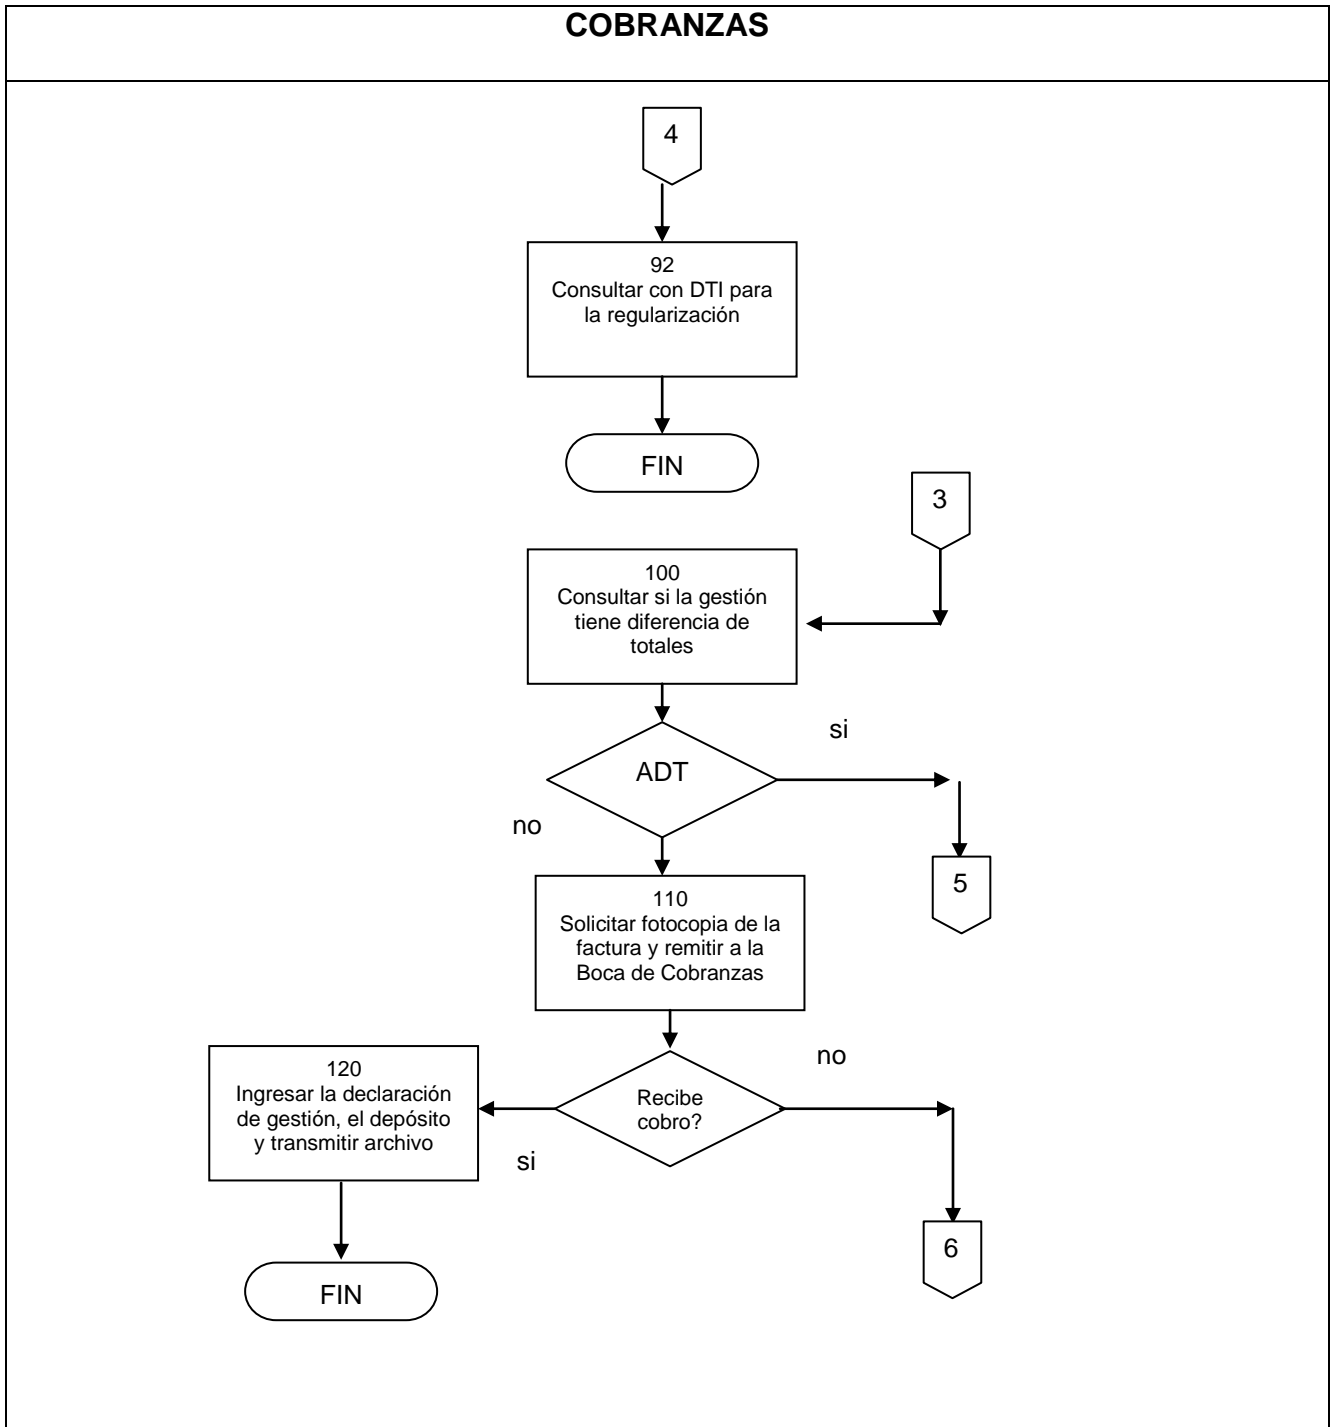 COBRANZAS
4
92
Consultar con DTI para
la regularización
FIN
3
100
Consultar si la gestión
tiene diferencia de
totales
si
ADT
no
5
110
Solicitar fotocopia de la
factura y remitir a la
Boca de Cobranzas
no
120
Ingresar la declaración
de gestión, el depósito
y transmitir archivo
Recibe
cobro?
si
6
FIN